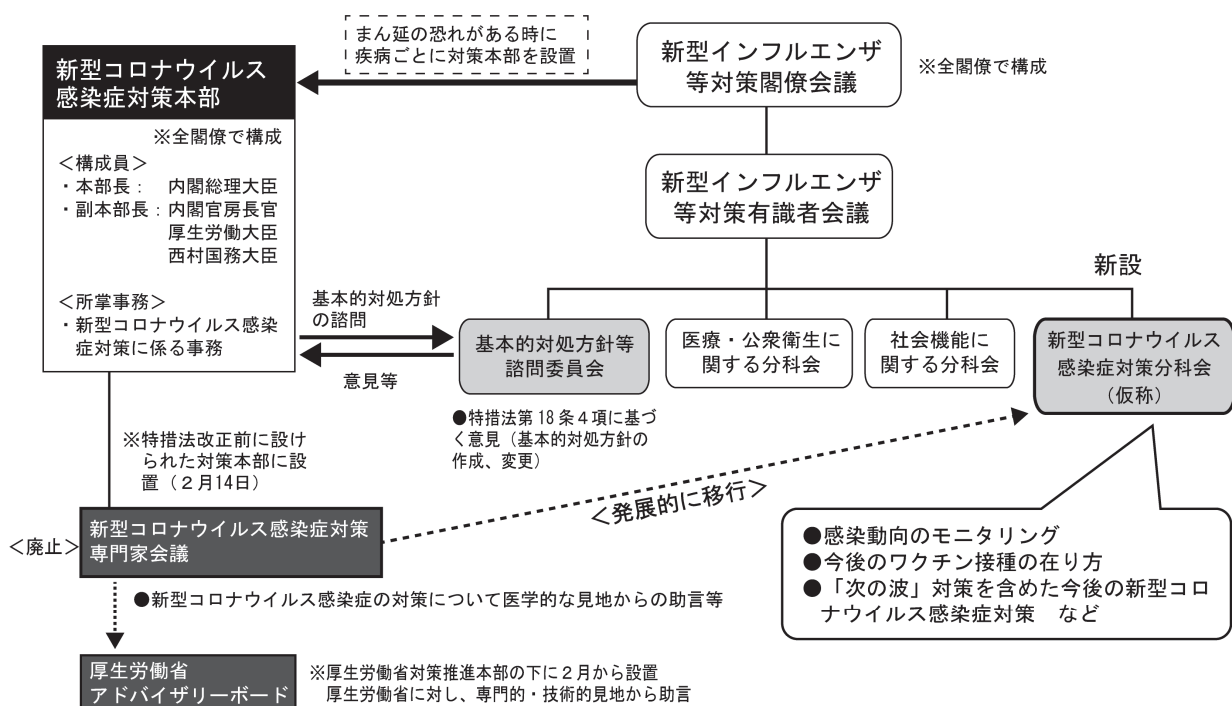 まん延の恐れがある時に
疾病ごとに対策本部を設置
新型コロナウイルス
感染症対策本部
※全閣僚で構成
＜構成員＞
・本部長：　内閣総理大臣
・副本部長：内閣官房長官
厚生労働大臣
西村国務大臣
＜所掌事務＞
・新型コロナウイルス感染
症対策に係る事務
新型インフルエンザ
等対策閣僚会議
※全閣僚で構成
新型インフルエンザ
等対策有識者会議
新設
基本的対処方針
の諮問
意見等
基本的対処方針等
諮問委員会
医療・公衆衛生に
関する分科会
社会機能に
関する分科会
新型コロナウイルス
感染症対策分科会
（仮称）
●特措法第18条４項に基づ
く意見（基本的対処方針の
作成、変更）
※特措法改正前に設け
られた対策本部に設
置（２月14日）
＜発展的に移行＞
＜廃止＞
新型コロナウイルス感染症対策
専門家会議
●感染動向のモニタリング
●今後のワクチン接種の在り方
●「次の波」対策を含めた今後の新型コロ
ナウイルス感染症対策　など
●新型コロナウイルス感染症の対策について医学的な見地からの助言等
厚生労働省
アドバイザリーボード
※厚生労働省対策推進本部の下に２月から設置
厚生労働省に対し、専門的・技術的見地から助言